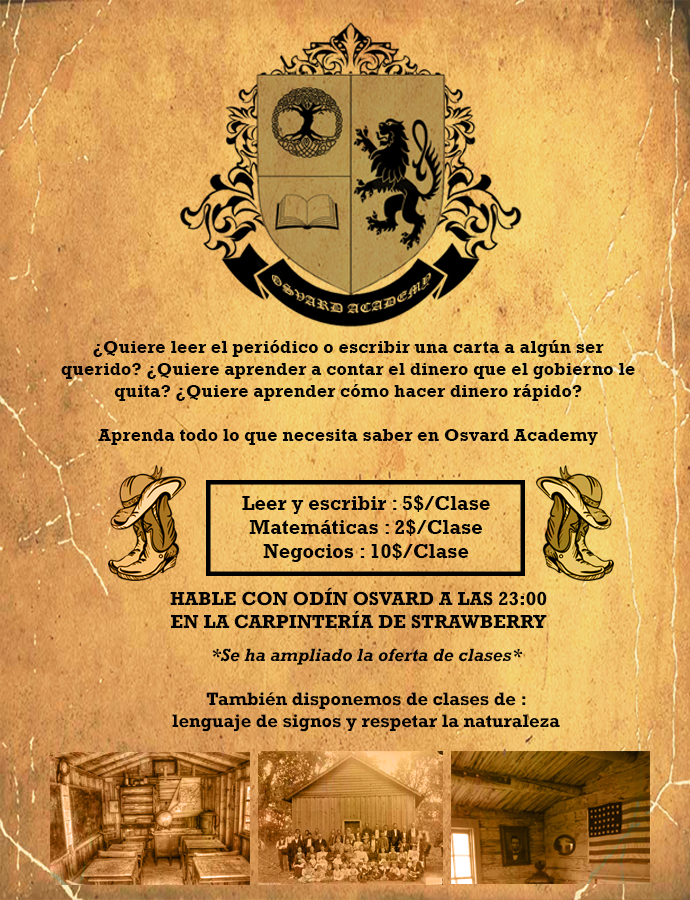 OSVARD ACADEMY
¿Quiere leer el periódico o escribir una carta a algún ser
querido? ¿Quiere aprender a contar el dinero que el gobierno le
quita? ¿Quiere aprender cómo hacer dinero rápido?
Aprenda todo lo que necesita saber en Osvard Academy
Leer y escribir : 5$/Clase
Matemáticas : 2$/Clase
Negocios : 10$/Clase
HABLE CON ODÍN OSVARD A LAS 23:00
EN LA CARPINTERÍA DE STRAWBERRY
*Se ha ampliado la oferta de clases*
También disponemos de clases de :
lenguaje de signos y respetar la naturaleza